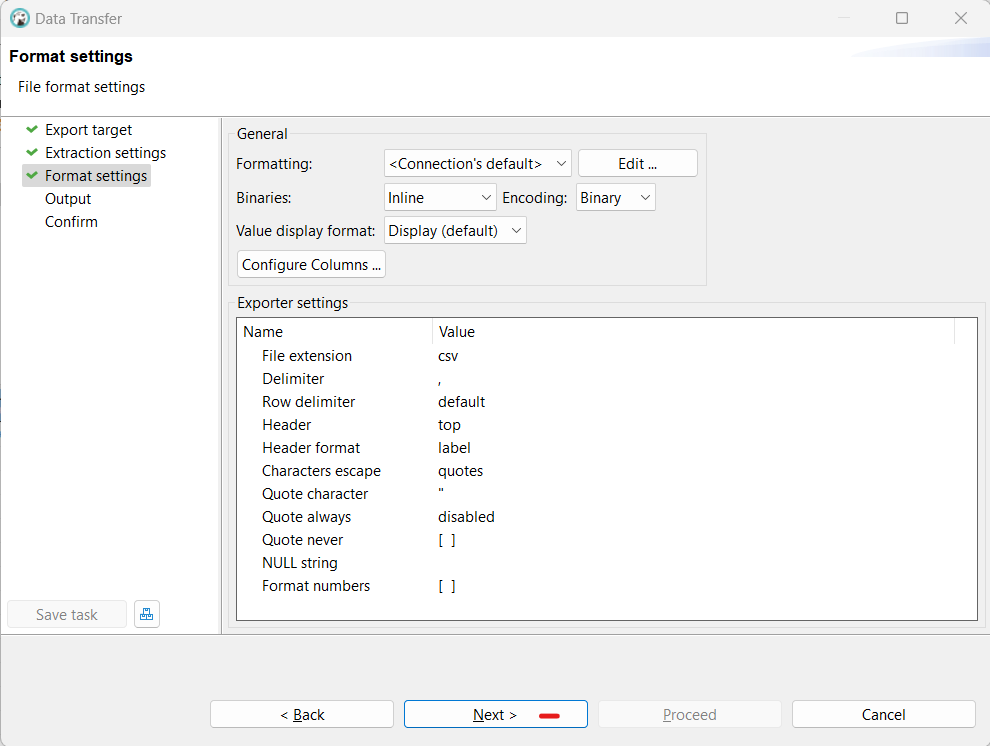 Data Transfer
Format settings
File format settings
Export target
Extraction settings
Format settings
Output
Confirm
Save task
General
Formatting: <Connection's default> Edit ...
Binaries: Inline Encoding: Binary
Value display format: Display (default)
Configure Columns ...
Exporter settings
Name Value
File extension csv
Delimiter ,
Row delimiter default
Header top
Header format label
Characters escape quotes
Quote character "
Quote always disabled
Quote never [ ]
NULL string
Format numbers [ ]
< Back Next > Proceed Cancel